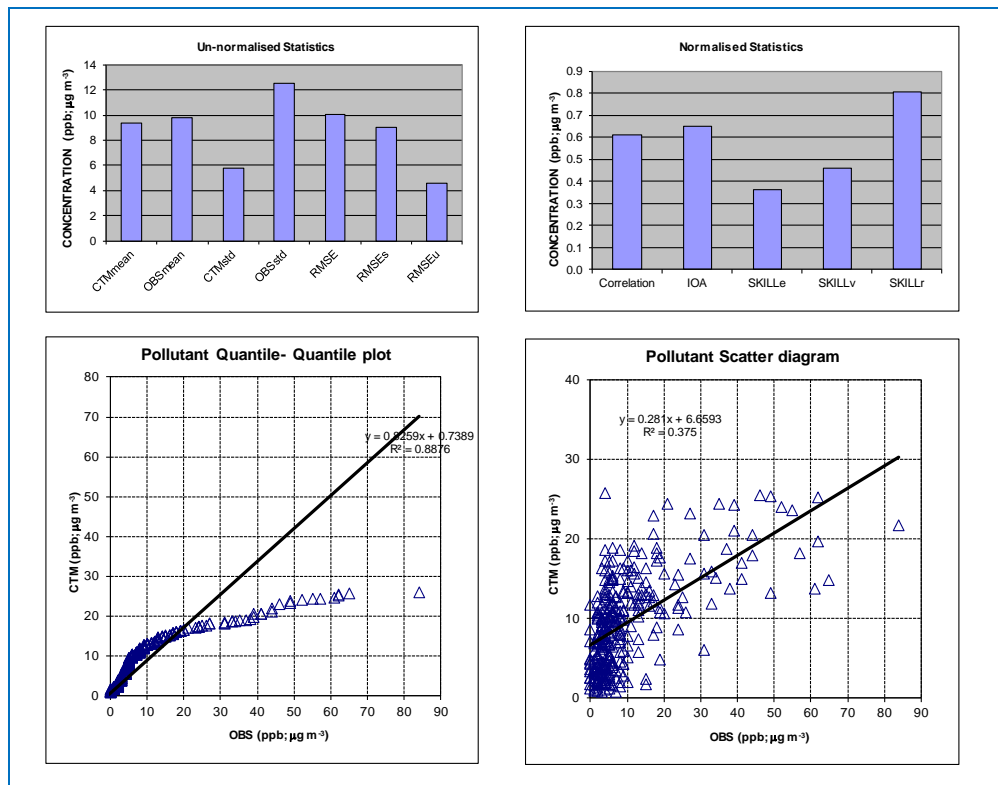 Un-normalised Statistics
CONCENTRATION (ppb; µg m-3)
14
12
10
8
6
4
2
0
CTMmean
OBSmean
CTMstd
OBSstd
RMSE
RMSEs
RMSEu
Normalised Statistics
CONCENTRATION (ppb; µg m-3)
0.9
0.8
0.7
0.6
0.5
0.4
0.3
0.2
0.1
0.0
Correlation IOA SKILLe SKILLv SKILLr
Pollutant Quantile- Quantile plot
CTM (ppb; µg m-3)
80
70
60
50
40
30
20
10
0
y = 0.8259x + 0.7389
R² = 0.8876
0 10 20 30 40 50 60 70 80 90
OBS (ppb; µg m-3)
Pollutant Scatter diagram
CTM (ppb; µg m-3)
40
30
20
10
0
y = 0.281x + 6.6593
R² = 0.375
0 10 20 30 40 50 60 70 80 90
OBS (ppb; µg m-3)